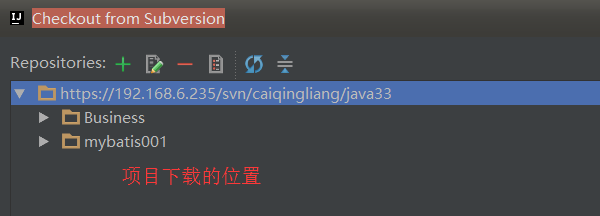 IJ Checkout from Subversion
Repositories:
https://192.168.6.235/svn/caiqingliang/java33
Business
mybatis001
项目下载的位置